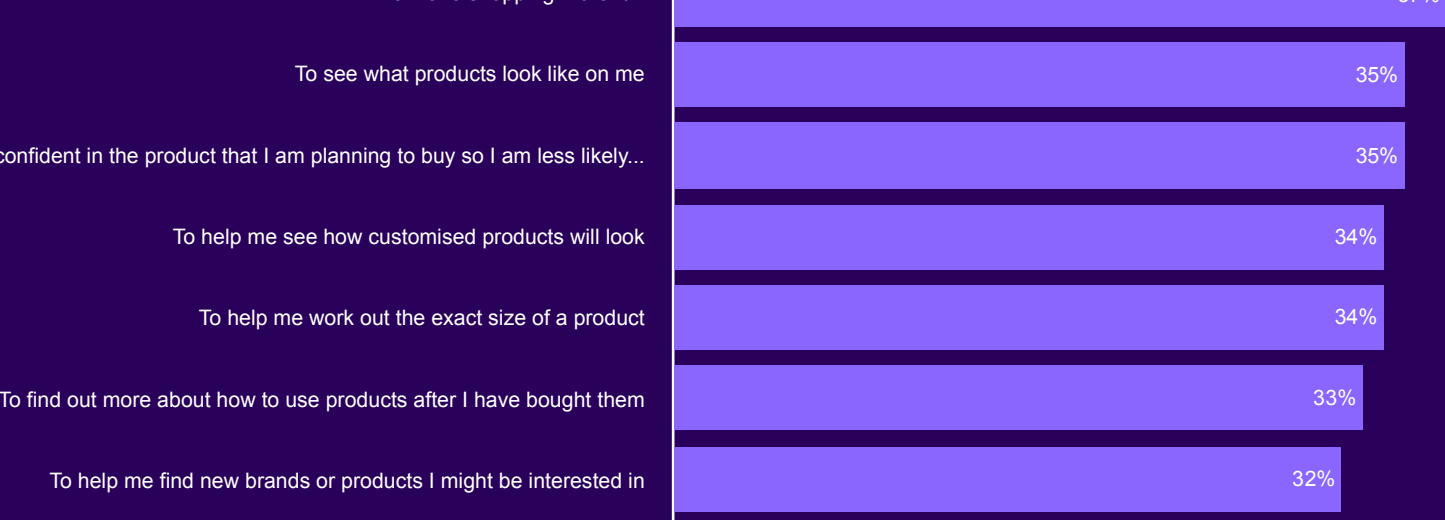 To see what products look like on me 35%
confident in the product that I am planning to buy so I am less likely... 35%
To help me see how customised products will look 34%
To help me work out the exact size of a product 34%
To find out more about how to use products after I have bought them 33%
To help me find new brands or products I might be interested in 32%